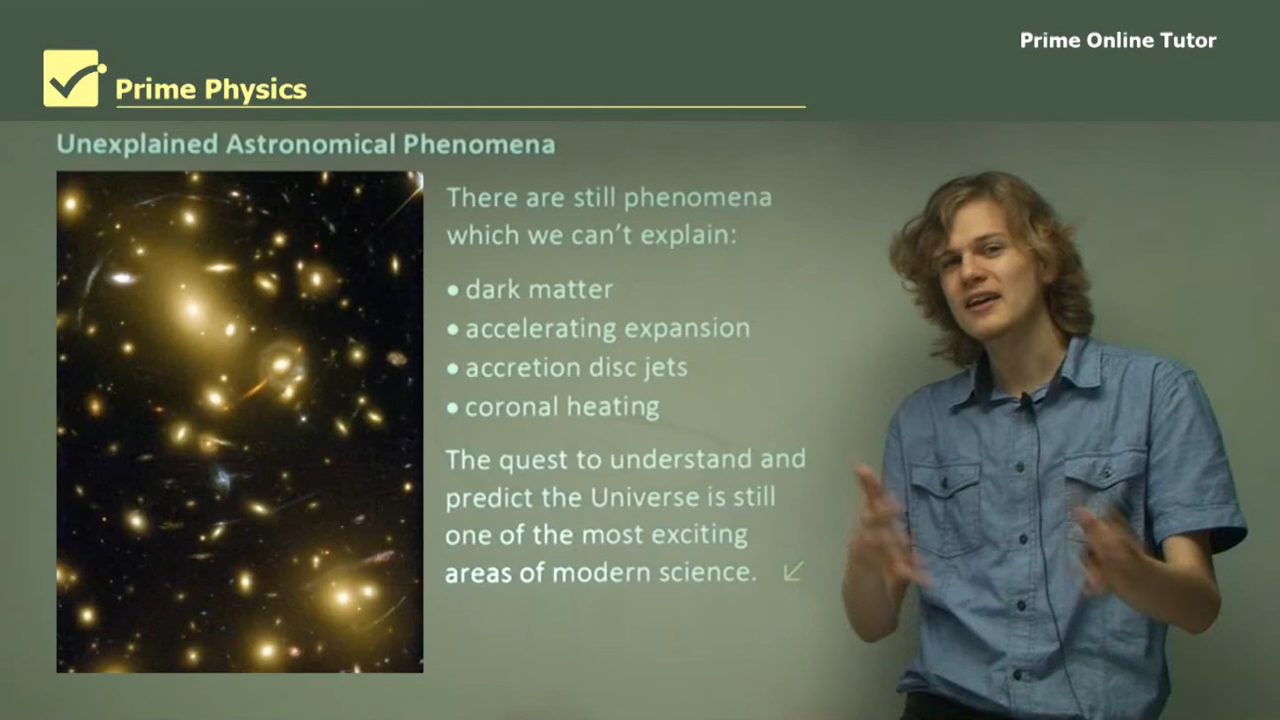 Prime Online Tutor
Prime Physics
Unexplained Astronomical Phenomena
There are still phenomena
which we can't explain:
• dark matter
• accelerating expansion
• accretion disc jets
• coronal heating
The quest to understand and
predict the Universe is still
one of the most exciting
areas of modern science.